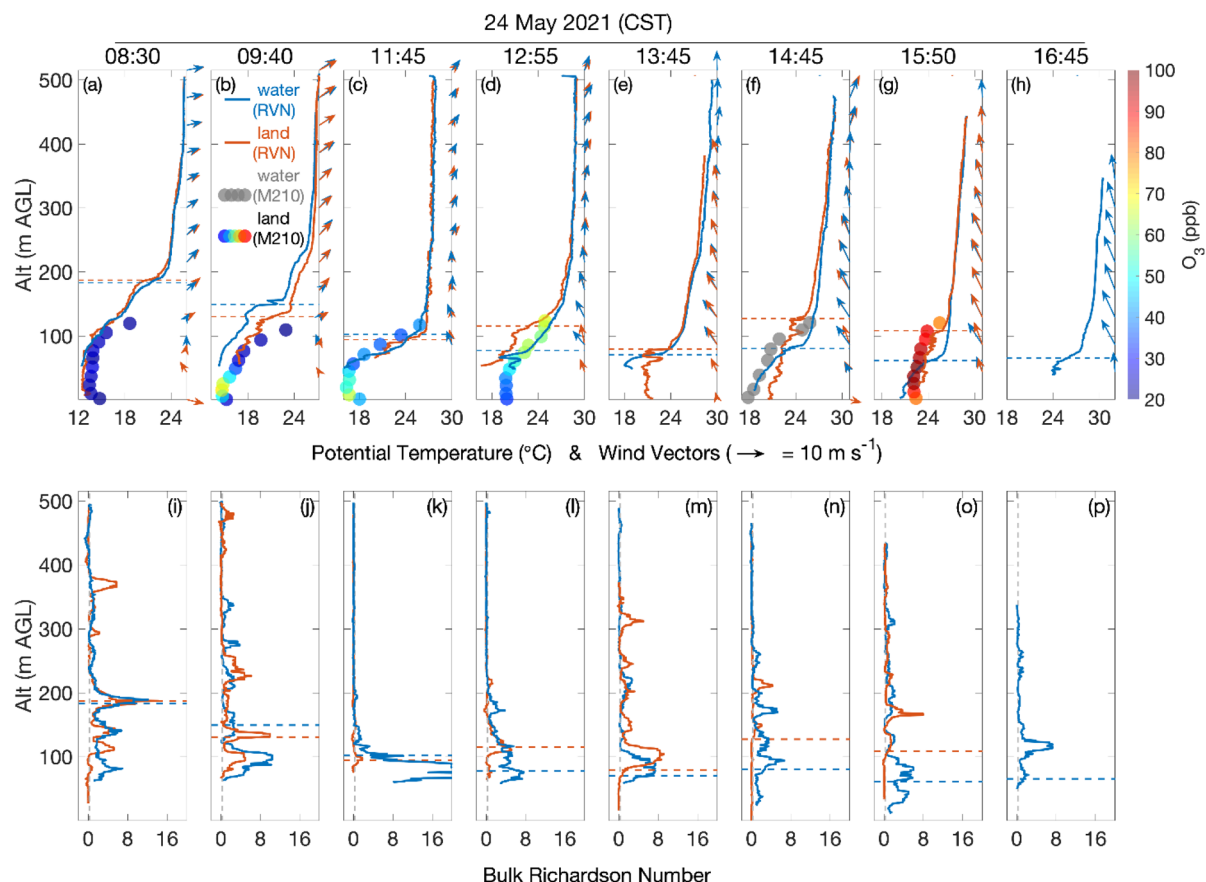 24 May 2021 (CST)
08:30 09:40 11:45 12:55 13:45 14:45 15:50 16:45
500 (a) (b) (c) (d) (e) (f) (g) (h) 100
water
(RVN)
land
(RVN)
water
(M210)
land
(M210)
400
300
200
100
0
Alt (m AGL)
90
80
70
60
50
40
30
20
O3 (ppb)
12 18 24 18 24 18 24 30 18 24 30 18 24 30 18 24 30 18 24 30 18 24 30
Potential Temperature (°C) & Wind Vectors ( → = 10 m s-1)
500 (i) (j) (k) (l) (m) (n) (o) (p)
400
300
200
100
Alt (m AGL)
0 8 16 0 8 16 0 8 16 0 8 16 0 8 16 0 8 16 0 8 16 0 8 16
Bulk Richardson Number